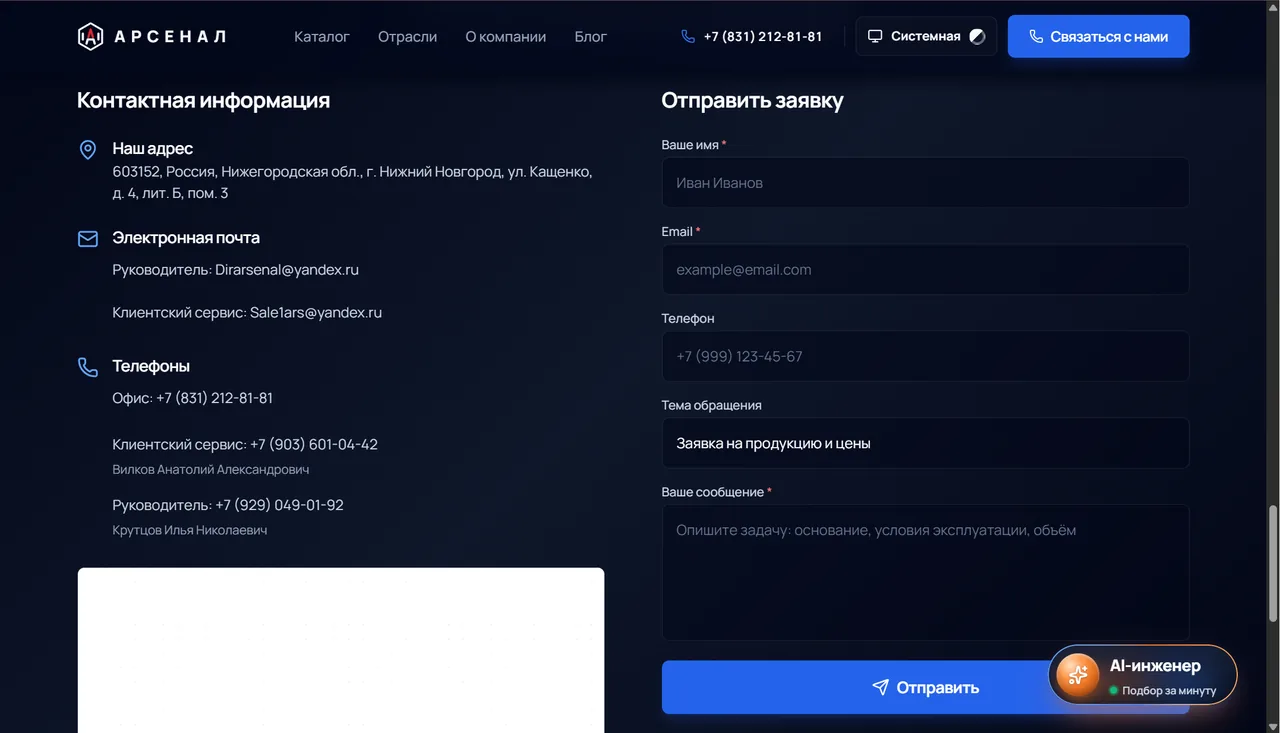 АРСЕНАЛ
Каталог
Отрасли
О компании
Блог
+7 (831) 212-81-81
Системная
Связаться с нами
Контактная информация
Наш адрес
603152, Россия, Нижегородская обл., г. Нижний Новгород, ул. Кащенко,
д. 4, лит. Б, пом. 3
Электронная почта
Руководитель: Dirarsenal@yandex.ru
Клиентский сервис: Sale1ars@yandex.ru
Телефоны
Офис: +7 (831) 212-81-81
Клиентский сервис: +7 (903) 601-04-42
Вилков Анатолий Александрович
Руководитель: +7 (929) 049-01-92
Крутцов Илья Николаевич
Отправить заявку
Ваше имя *
Иван Иванов
Email *
example@email.com
Телефон
+7 (999) 123-45-67
Тема обращения
Заявка на продукцию и цены
Ваше сообщение *
Опишите задачу: основание, условия эксплуатации, объём
Отправить
AI-инженер
Подбор за минуту